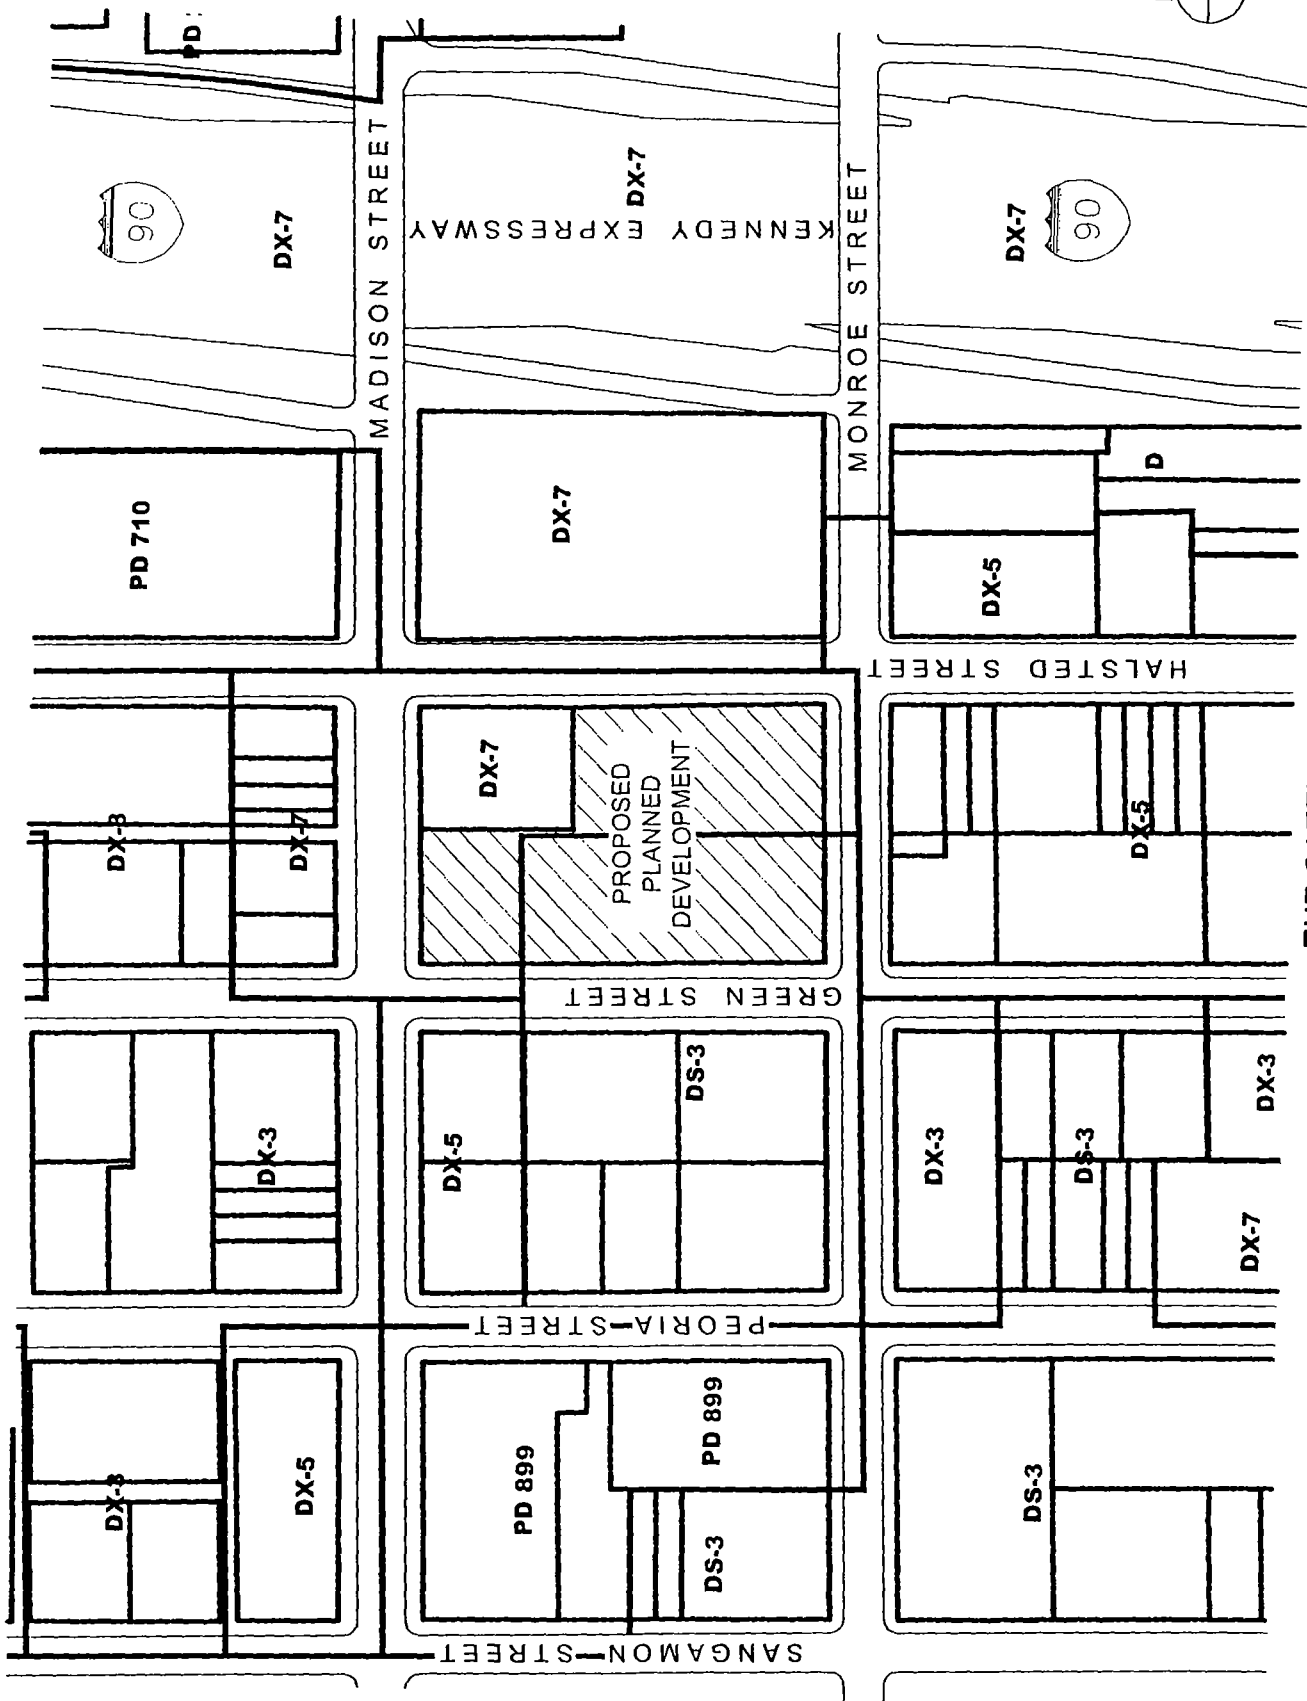 PD
90
DX-7
MADISON STREET
DX-7
KENNEDY EXPRESSWAY
MONROE STREET
DX-7
90
PD 710
DX-7
DX-5
D
HALSTED STREET
DX-3
DX-7
DX-7
PROPOSED
PLANNED
DEVELOPMENT
DX-5
GREEN STREET
DX-3
DX-5
DS-3
DX-3
DS-3
DX-3
DX-7
PEORIA STREET
DX-3
DX-5
PD 899
PD 899
DS-3
DS-3
SANGAMON STREET